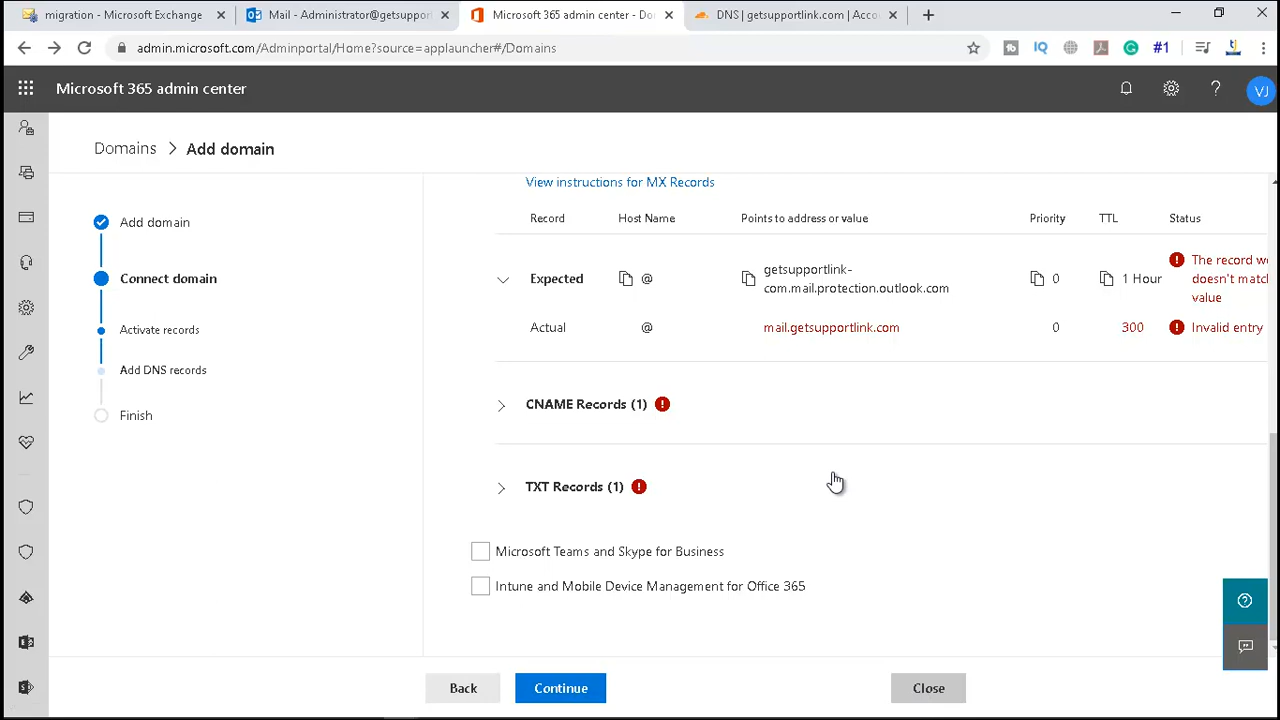 migration - Microsoft Exchange
Mail - Administrator@getsuppor
Microsoft 365 admin center - Do
DNS | getsupportlink.com | Acco
admin.microsoft.com/Adminportal/Home?source=applauncher#/Domains
IQ
#1
Microsoft 365 admin center
?
VJ
Domains > Add domain
Add domain
Connect domain
Activate records
Add DNS records
Finish
View instructions for MX Records
Record Host Name Points to address or value Priority TTL Status
Expected @ getsupportlink-
com.mail.protection.outlook.com 0 1 Hour
The record w
doesn't matc
value
Actual @ mail.getsupportlink.com 0 300 Invalid entry
CNAME Records (1)
TXT Records (1)
Microsoft Teams and Skype for Business
Intune and Mobile Device Management for Office 365
Back Continue Close